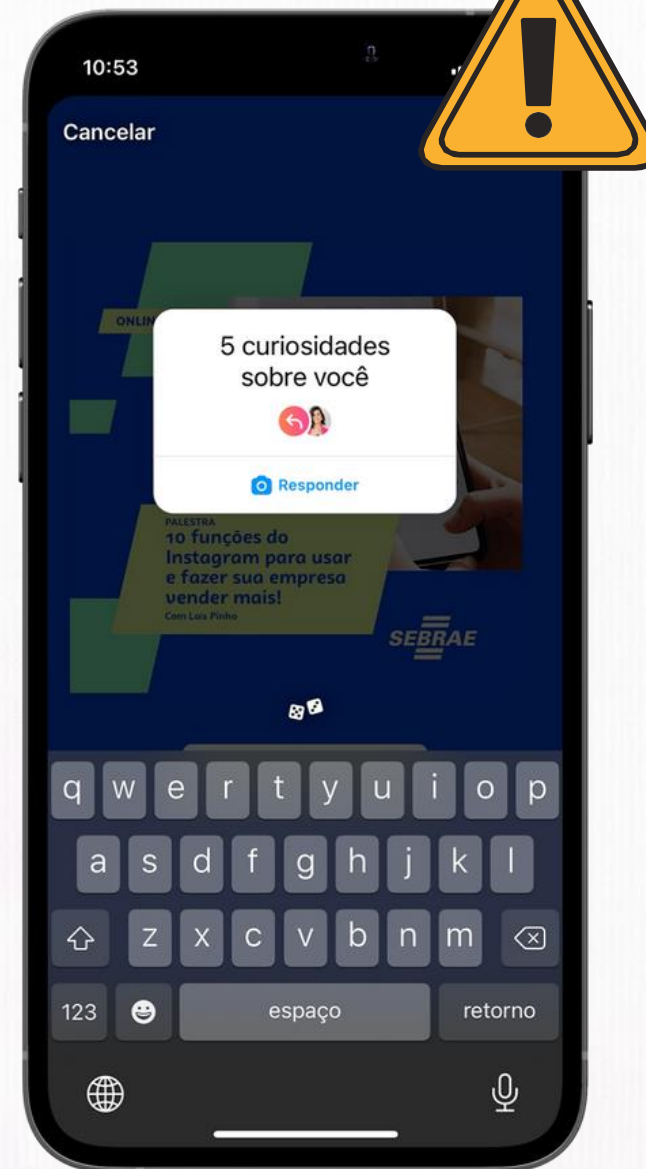 10:53
Cancelar
ONLIN
5 curiosidades
sobre você
Responder
PALESTRA
10 funções do
Instagram para usar
e fazer sua empresa
vender mais!
Com Lais Pinho
SEBRAE
q w e r t y u i o p
a s d f g h j k l
z x c v b n m
123 espaço retorno